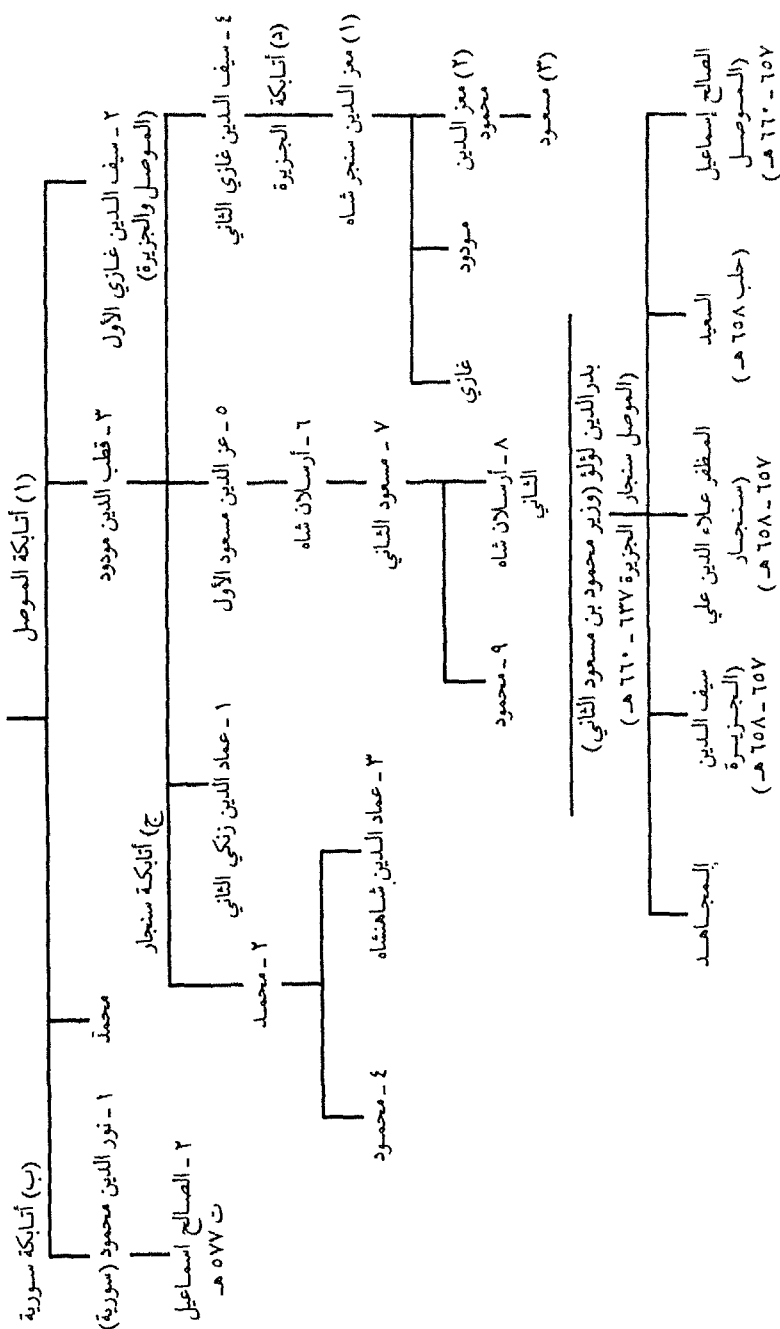 (١) أتابكة الموصل
(ب) أتابكة سورية
٢ - سيف الدين غازي الأول
(الموصل والجزيرة)
٣ - قطب الدين مودود
محمد
١ - نور الدين محمود (سورية)
٢ - الصالح اسماعيل
ت ٥٧٧ هـ
ج) أتابكة سنجار
٤ - سيف الدين غازي الثاني
٥ - عز الدين مسعود الأول
١ - عماد الدين زنكي الثاني
٢ - محمد
(د) أتابكة الجزيرة
(١) معز الدين سنجر شاه
٦ - أرسلان شاه
٣ - عماد الدين شاهنشاه
٤ - محمود
٧ - مسعود الثاني
(٢) معز الدين
محمود
مودود
غازي
(٣) مسعود
٨ - أرسلان شاه
الثاني
٩ - محمود
بدر الدين لؤلؤ (وزير محمود بن مسعود الثاني)
(الموصل سنجار الجزيرة ٦٣٧ - ٦٦٠ هـ)
الصالح إسماعيل
(الموصل
٦٥٧ - ٦٦٠ هـ)
السعيد
(حلب ٦٥٨ هـ)
المظفر علاء الدين علي
(سنجار
٦٥٧ - ٦٥٨ هـ)
سيف الدين
(الجزيرة
٦٥٧ - ٦٥٨ هـ)
المجاهد